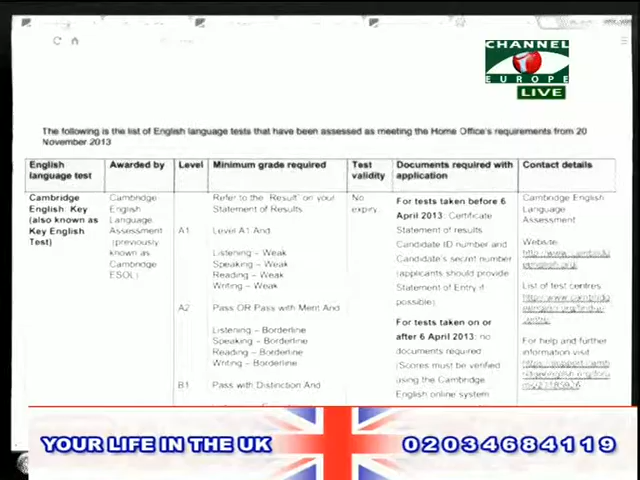 CHANNEL
i
EUROPE
LIVE
The following is the list of English language tests that have been assessed as meeting the Home Office's requirements from 20
November 2013
English
language test
Awarded by
Level
Minimum grade required
Test
validity
Documents required with
application
Contact details
Cambridge
English: Key
(also known as
Key English
Test)
Cambridge
English
Language
Assessment
(previously
known as
Cambridge
ESOL)
A1
Refer to the 'Result' on your
Statement of Results
Level A1 And
Listening – Weak
Speaking – Weak
Reading – Weak
Writing – Weak
A2
Pass OR Pass with Merit And
Listening – Borderline
Speaking – Borderline
Reading – Borderline
Writing – Borderline
B1
Pass with Distinction And
No
expiry
For tests taken before 6
April 2013: Certificate
Statement of results
Candidate ID number and
Candidate's secret number
(applicants should provide
Statement of Entry if
possible)
For tests taken on or
after 6 April 2013: no
documents required
(Scores must be verified
using the Cambridge
English online system
Cambridge English
Language
Assessment
Website
List of test centres
For help and further
information visit
YOUR LIFE IN THE UK
02034684119